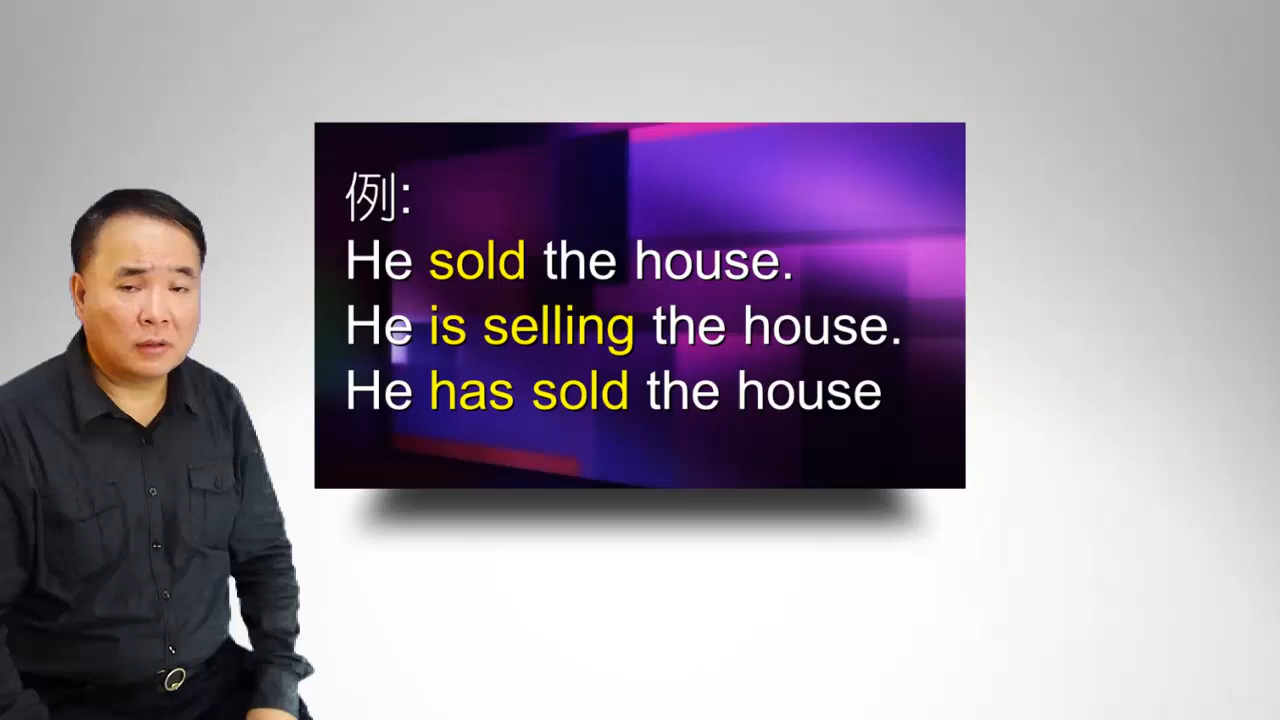 例:
He sold the house.
He is selling the house.
He has sold the house